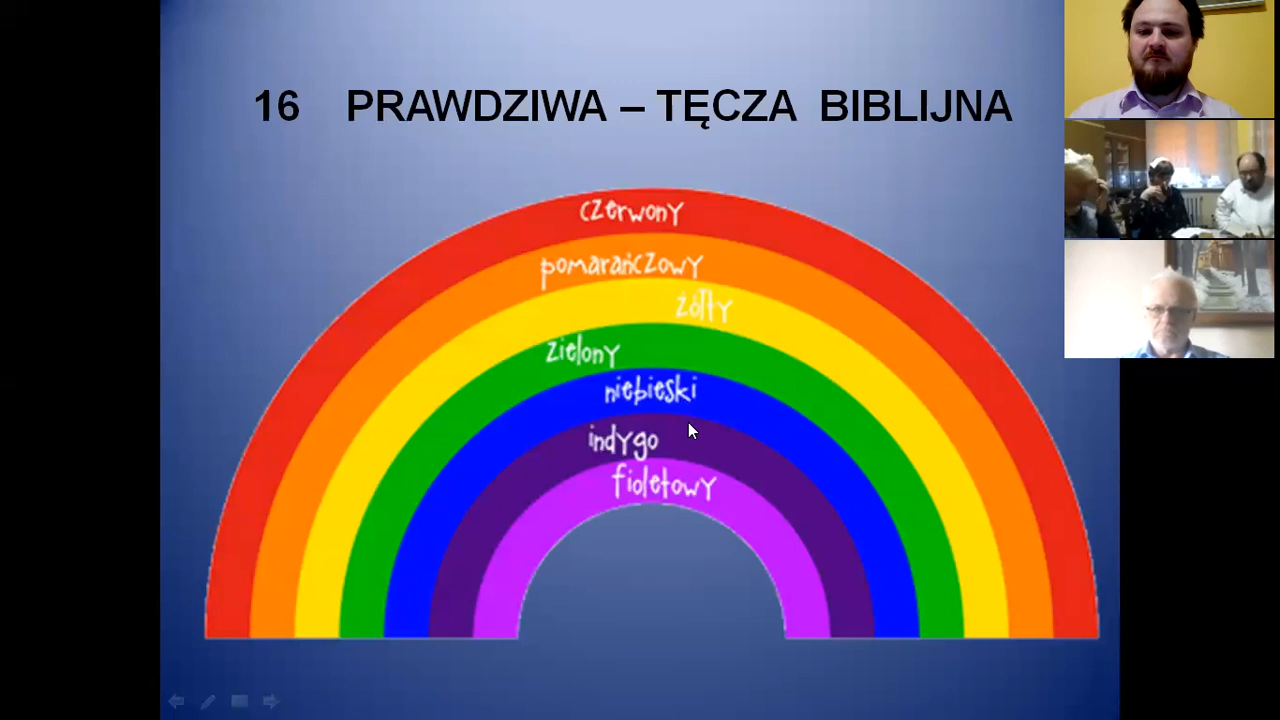 16 PRAWDZIWA – TĘCZA BIBLIJNA
czerwony
pomarańczowy
żółty
zielony
niebieski
indygo
fioletowy